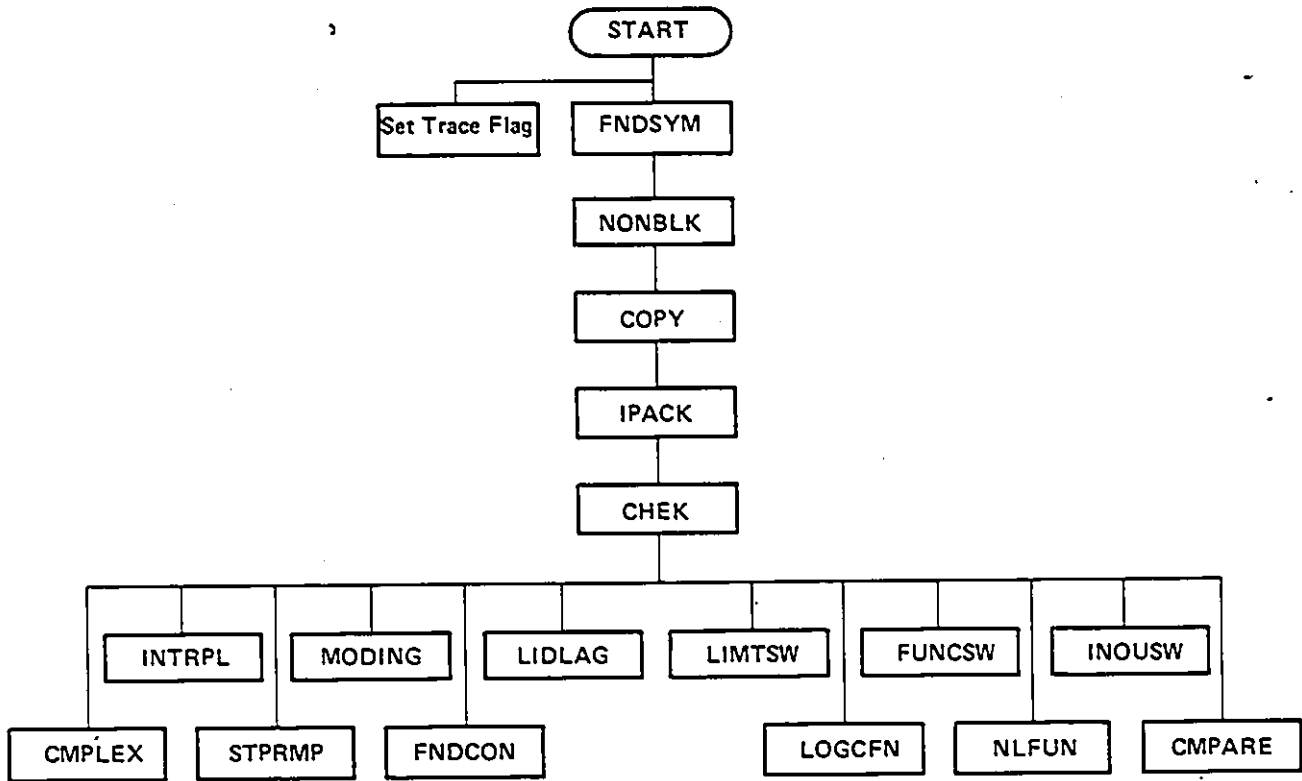 START
Set Trace Flag
FNDSYM
NONBLK
COPY
IPACK
CHEK
INTRPL
MODING
LIDLAG
LIMTSW
FUNCSW
INOUSW
CMPLEX
STPRMP
FNDCON
LOGCFN
NLFUN
CMPARE